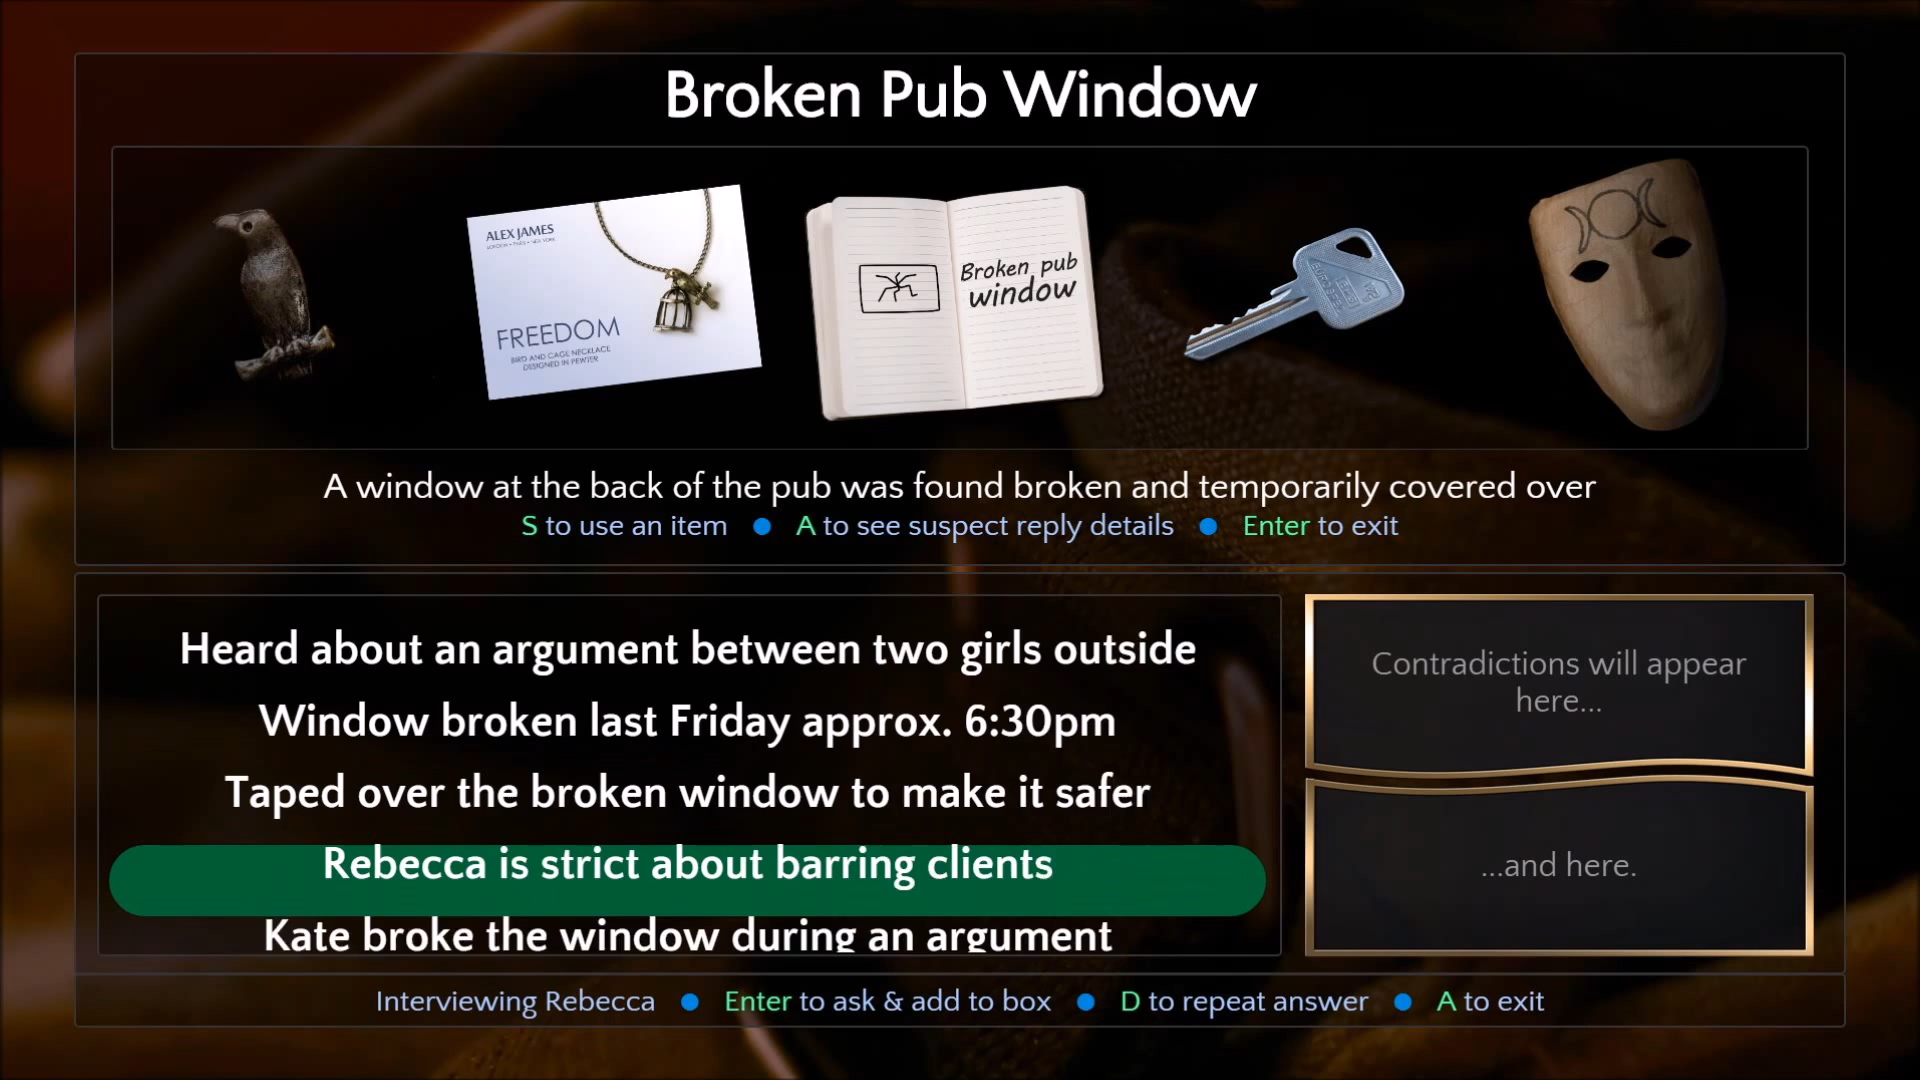 Broken Pub Window
ALEX JAMES
LONDON • PARIS • NEW YORK
FREEDOM
BIRD AND CAGE NECKLACE
DESIGNED IN PEWTER
Broken pub
window
A window at the back of the pub was found broken and temporarily covered over
S to use an item ● A to see suspect reply details ● Enter to exit
Heard about an argument between two girls outside
Window broken last Friday approx. 6:30pm
Taped over the broken window to make it safer
Rebecca is strict about barring clients
Kate broke the window during an argument
Contradictions will appear
here...
...and here.
Interviewing Rebecca ● Enter to ask & add to box ● D to repeat answer ● A to exit